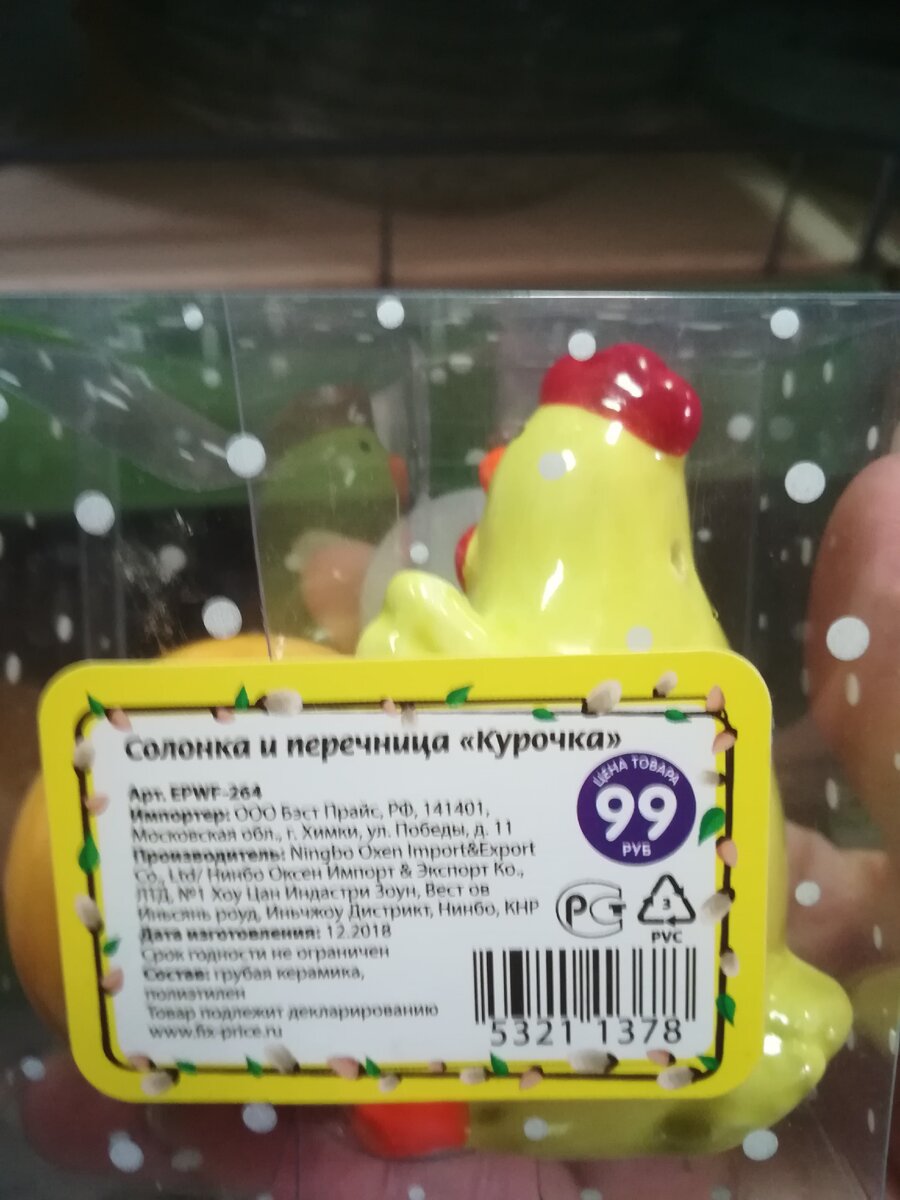 Солонка и перечница «Курочка»
Арт. EPWF-264
Импортер: ООО Бэст Прайс, РФ, 141401,
Московская обл., г. Химки, ул. Победы, д. 11
Производитель: Ningbo Oxen Import&Export
Co., Ltd/ Нинбо Оксен Импорт & Экспорт Ко.,
ЛТД, №1 Хоу Цан Индастри Зоун, Вест ов
Иньсянь роуд, Иньчжоу Дистрикт, Нинбо, КНР
Дата изготовления: 12.2018
Срок годности не ограничен
Состав: грубая керамика,
полиэтилен
Товар подлежит декларированию
www.fix-price.ru
ЦЕНА ТОВАРА
99
РУБ
РСТ
3
PVC
5321 1378